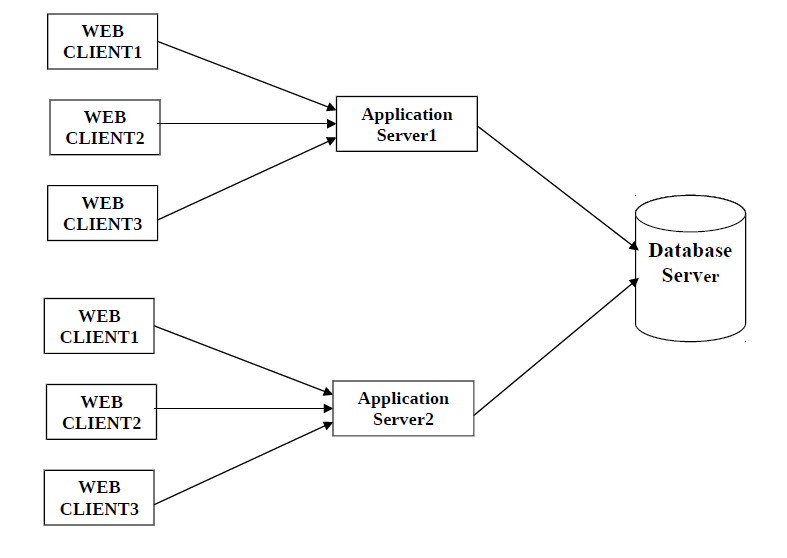 WEB
CLIENT1
WEB
CLIENT2
WEB
CLIENT3
Application
Server1
Database
Server
WEB
CLIENT1
WEB
CLIENT2
WEB
CLIENT3
Application
Server2